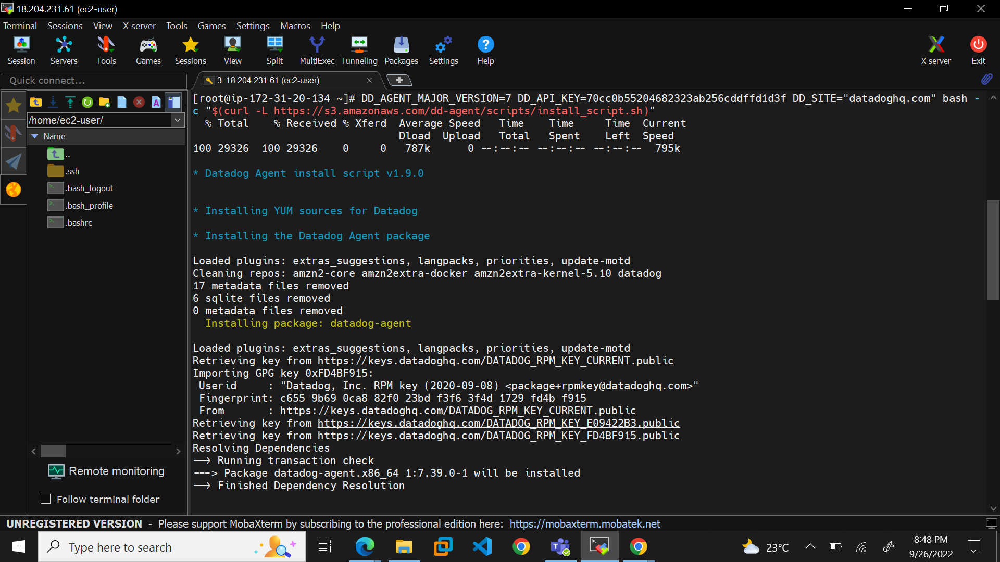 18.204.231.61 (ec2-user)
Terminal Sessions View X server Tools Games Settings Macros Help
Session Servers Tools Games Sessions View Split MultiExec Tunneling Packages Settings Help X server Exit
Quick connect...
3. 18.204.231.61 (ec2-user)
/home/ec2-user/
Name
..
.ssh
.bash_logout
.bash_profile
.bashrc
Remote monitoring
Follow terminal folder
[root@ip-172-31-20-134 ~]# DD_AGENT_MAJOR_VERSION=7 DD_API_KEY=70cc0b55204682323ab256cddffd1d3f DD_SITE="datadoghq.com" bash -
c "$(curl -L https://s3.amazonaws.com/dd-agent/scripts/install_script.sh)"
% Total % Received % Xferd Average Speed Time Time Time Current
Dload Upload Total Spent Left Speed
100 29326 100 29326 0 0 787k 0 --:--:-- --:--:-- --:--:-- 795k
* Datadog Agent install script v1.9.0
* Installing YUM sources for Datadog
* Installing the Datadog Agent package
Loaded plugins: extras_suggestions, langpacks, priorities, update-motd
Cleaning repos: amzn2-core amzn2extra-docker amzn2extra-kernel-5.10 datadog
17 metadata files removed
6 sqlite files removed
0 metadata files removed
Installing package: datadog-agent
Loaded plugins: extras_suggestions, langpacks, priorities, update-motd
Retrieving key from https://keys.datadoghq.com/DATADOG_RPM_KEY_CURRENT.public
Importing GPG key 0xFD4BF915:
Userid : "Datadog, Inc. RPM key (2020-09-08) <package+rpmkey@datadoghq.com>"
Fingerprint: c655 9b69 0ca8 82f0 23bd f3f6 3f4d 1729 fd4b f915
From : https://keys.datadoghq.com/DATADOG_RPM_KEY_CURRENT.public
Retrieving key from https://keys.datadoghq.com/DATADOG_RPM_KEY_E09422B3.public
Retrieving key from https://keys.datadoghq.com/DATADOG_RPM_KEY_FD4BF915.public
Resolving Dependencies
--> Running transaction check
---> Package datadog-agent.x86_64 1:7.39.0-1 will be installed
--> Finished Dependency Resolution
UNREGISTERED VERSION - Please support MobaXterm by subscribing to the professional edition here: https://mobaxterm.mobatek.net
Type here to search
23°C
8:48 PM
9/26/2022